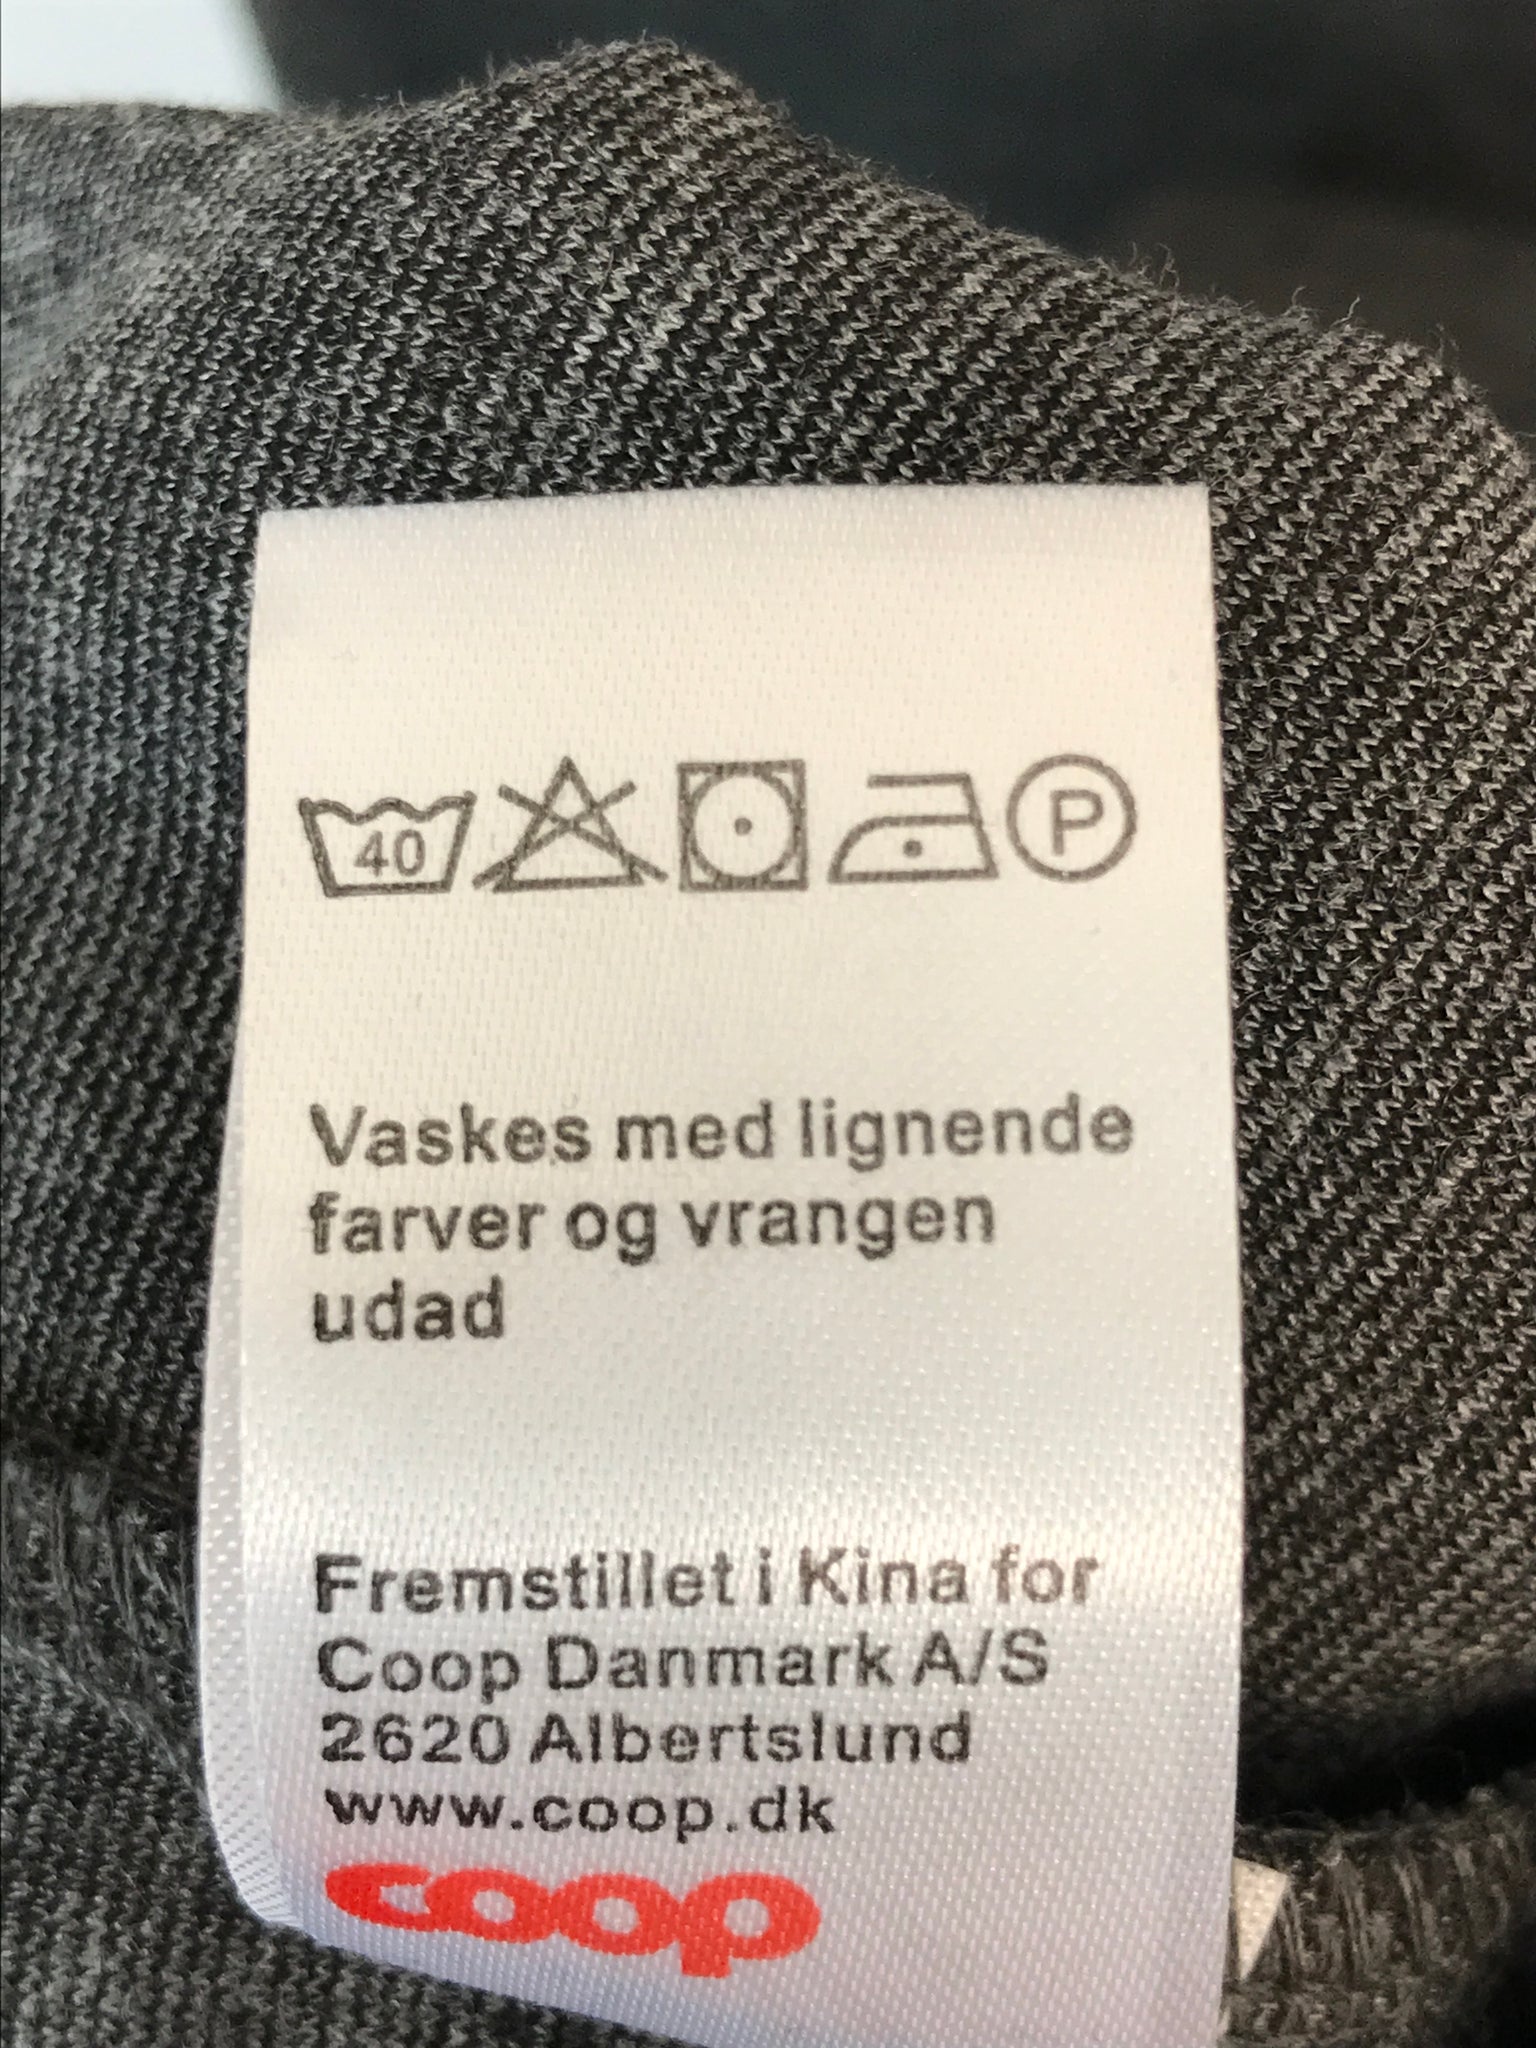 40 P
Vaskes med lignende
farver og vrangen
udad
Fremstillet i Kina for
Coop Danmark A/S
2620 Albertslund
www.coop.dk
coop